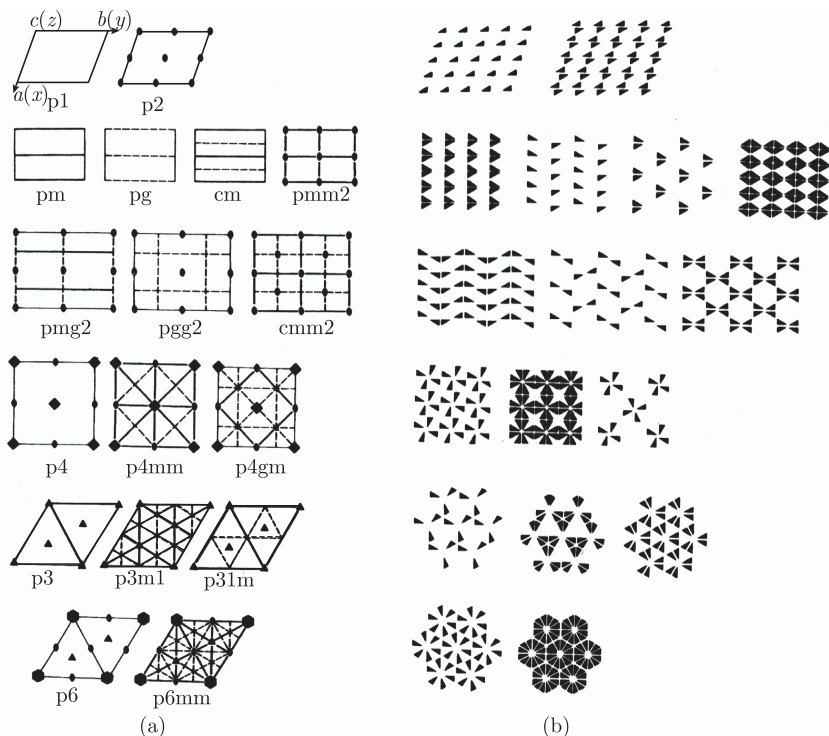 c(z) b(y)
a(x) p1 p2
pm pg cm pmm2
pmg2 pgg2 cmm2
p4 p4mm p4gm
p3 p3m1 p31m
p6 p6mm
(a) (b)